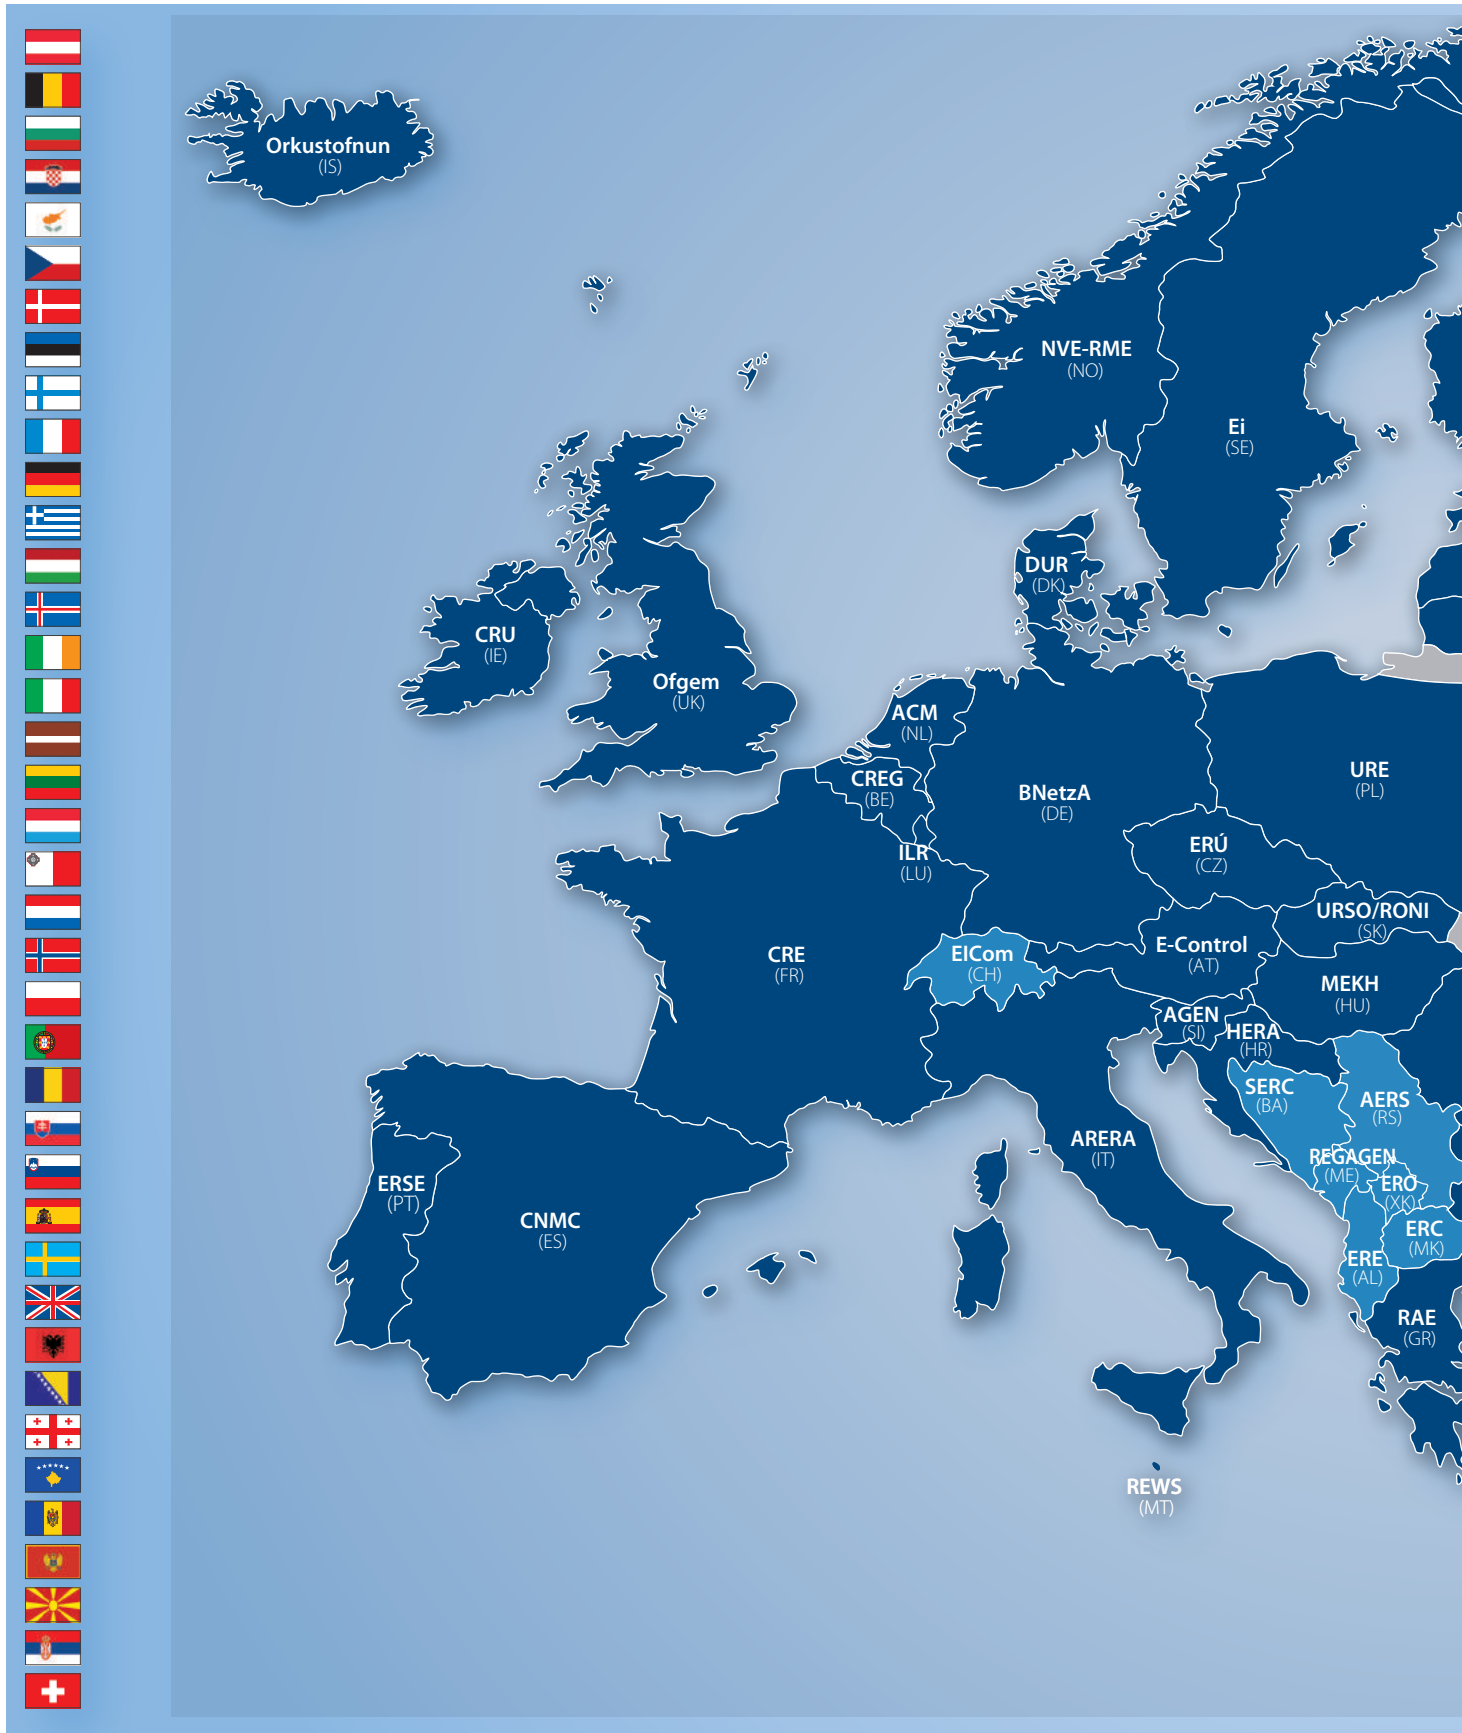 Orkustofnun
(IS)
NVE-RME
(NO)
Ei
(SE)
DUR
(DK)
CRU
(IE)
Ofgem
(UK)
ACM
(NL)
CREG
(BE)
BNetzA
(DE)
URE
(PL)
ERÚ
(CZ)
ILR
(LU)
URSO/RONI
(SK)
CRE
(FR)
ElCom
(CH)
E-Control
(AT)
MEKH
(HU)
AGEN
(SI)
HERA
(HR)
SERC
(BA)
AERS
(RS)
ARERA
(IT)
REGAGEN
(ME)
ERO
(XK)
ERSE
(PT)
CNMC
(ES)
ERC
(MK)
ERE
(AL)
RAE
(GR)
REWS
(MT)